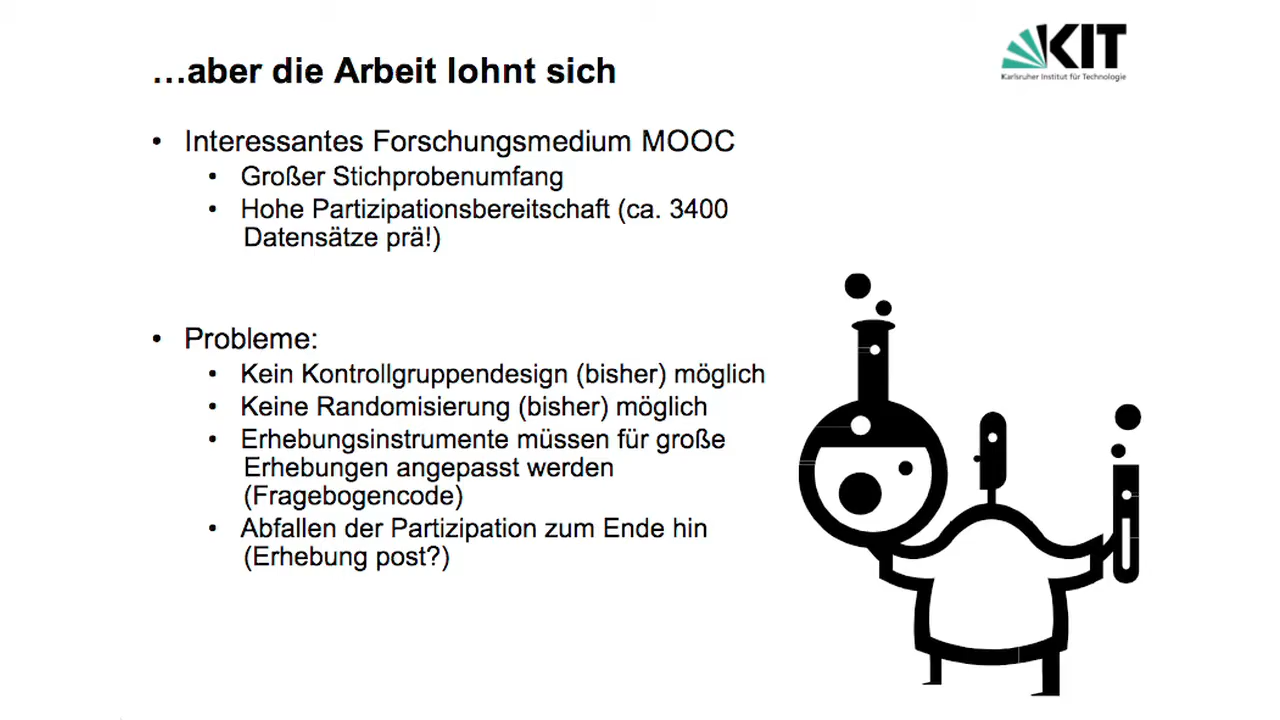 …aber die Arbeit lohnt sich
KIT
Karlsruher Institut für Technologie
• Interessantes Forschungsmedium MOOC
• Großer Stichprobenumfang
• Hohe Partizipationsbereitschaft (ca. 3400
Datensätze prä!)
• Probleme:
• Kein Kontrollgruppendesign (bisher) möglich
• Keine Randomisierung (bisher) möglich
• Erhebungsinstrumente müssen für große
Erhebungen angepasst werden
(Fragebogencode)
• Abfallen der Partizipation zum Ende hin
(Erhebung post?)